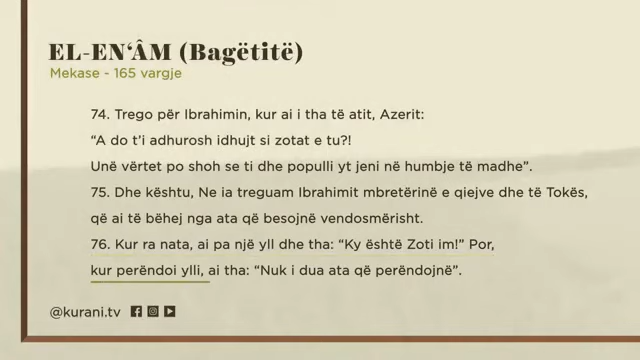 EL-EN‘ÂM (Bagëtitë)
Mekase - 165 vargje
74. Trego për Ibrahimin, kur ai i tha të atit, Azerit:
“A do t’i adhurosh idhujt si zotat e tu?!
Unë vërtet po shoh se ti dhe populli yt jeni në humbje të madhe”.
75. Dhe kështu, Ne ia treguam Ibrahimit mbretërinë e qiejve dhe të Tokës,
që ai të bëhej nga ata që besojnë vendosmërisht.
76. Kur ra nata, ai pa një yll dhe tha: “Ky është Zoti im!” Por,
kur perëndoi ylli, ai tha: “Nuk i dua ata që perëndojnë”.
@kurani.tv